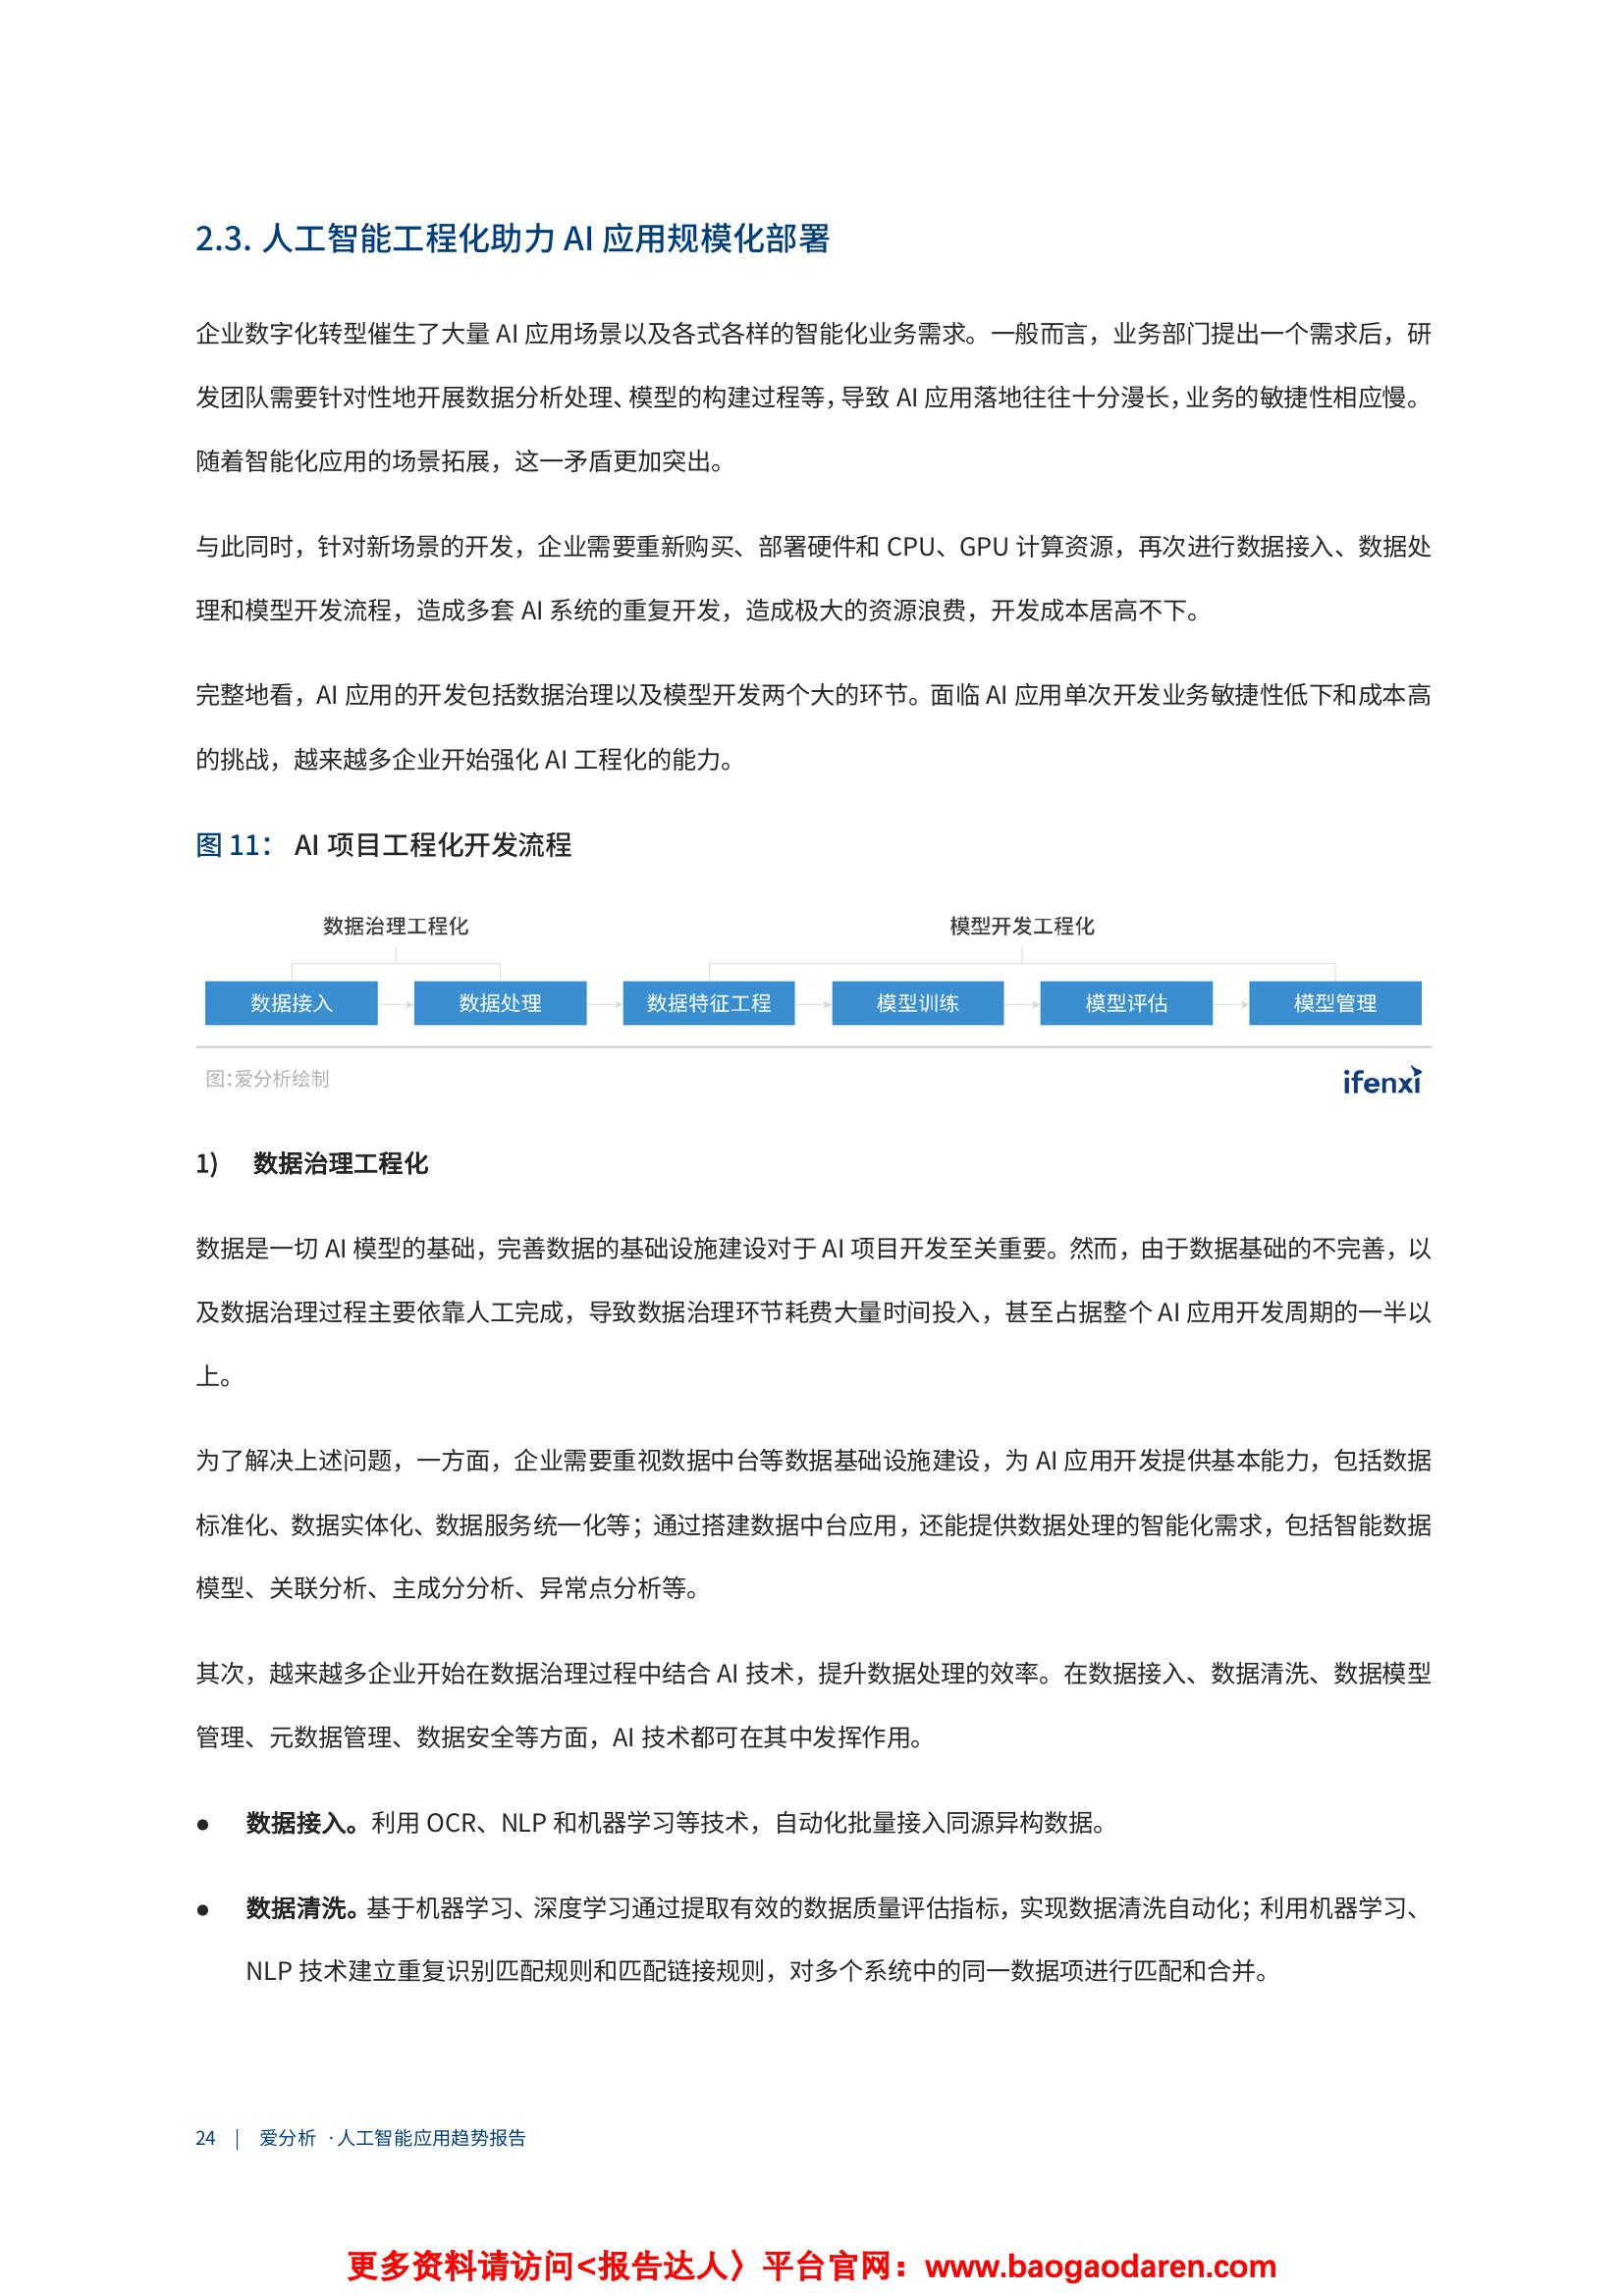 2.3. 人工智能工程化助力 AI 应用规模化部署
企业数字化转型催生了大量 AI 应用场景以及各式各样的智能化业务需求。一般而言，业务部门提出一个需求后，研
发团队需要针对性地开展数据分析处理、模型的构建过程等，导致 AI 应用落地往往十分漫长，业务的敏捷性相应慢。
随着智能化应用的场景拓展，这一矛盾更加突出。
与此同时，针对新场景的开发，企业需要重新购买、部署硬件和 CPU、GPU 计算资源，再次进行数据接入、数据处
理和模型开发流程，造成多套 AI 系统的重复开发，造成极大的资源浪费，开发成本居高不下。
完整地看，AI 应用的开发包括数据治理以及模型开发两个大的环节。面临 AI 应用单次开发业务敏捷性低下和成本高
的挑战，越来越多企业开始强化 AI 工程化的能力。
图 11： AI 项目工程化开发流程
数据治理工程化 模型开发工程化
数据接入 数据处理 数据特征工程 模型训练 模型评估 模型管理
图：爱分析绘制 ifenxi
1) 数据治理工程化
数据是一切 AI 模型的基础，完善数据的基础设施建设对于 AI 项目开发至关重要。然而，由于数据基础的不完善，以
及数据治理过程主要依靠人工完成，导致数据治理环节耗费大量时间投入，甚至占据整个 AI 应用开发周期的一半以
上。
为了解决上述问题，一方面，企业需要重视数据中台等数据基础设施建设，为 AI 应用开发提供基本能力，包括数据
标准化、数据实体化、数据服务统一化等；通过搭建数据中台应用，还能提供数据处理的智能化需求，包括智能数据
模型、关联分析、主成分分析、异常点分析等。
其次，越来越多企业开始在数据治理过程中结合 AI 技术，提升数据处理的效率。在数据接入、数据清洗、数据模型
管理、元数据管理、数据安全等方面，AI 技术都可在其中发挥作用。
● 数据接入。利用 OCR、NLP 和机器学习等技术，自动化批量接入同源异构数据。
● 数据清洗。基于机器学习、深度学习通过提取有效的数据质量评估指标，实现数据清洗自动化；利用机器学习、
NLP 技术建立重复识别匹配规则和匹配链接规则，对多个系统中的同一数据项进行匹配和合并。
24 | 爱分析 ·人工智能应用趋势报告
更多资料请访问<报告达人〉平台官网：www.baogaodaren.com